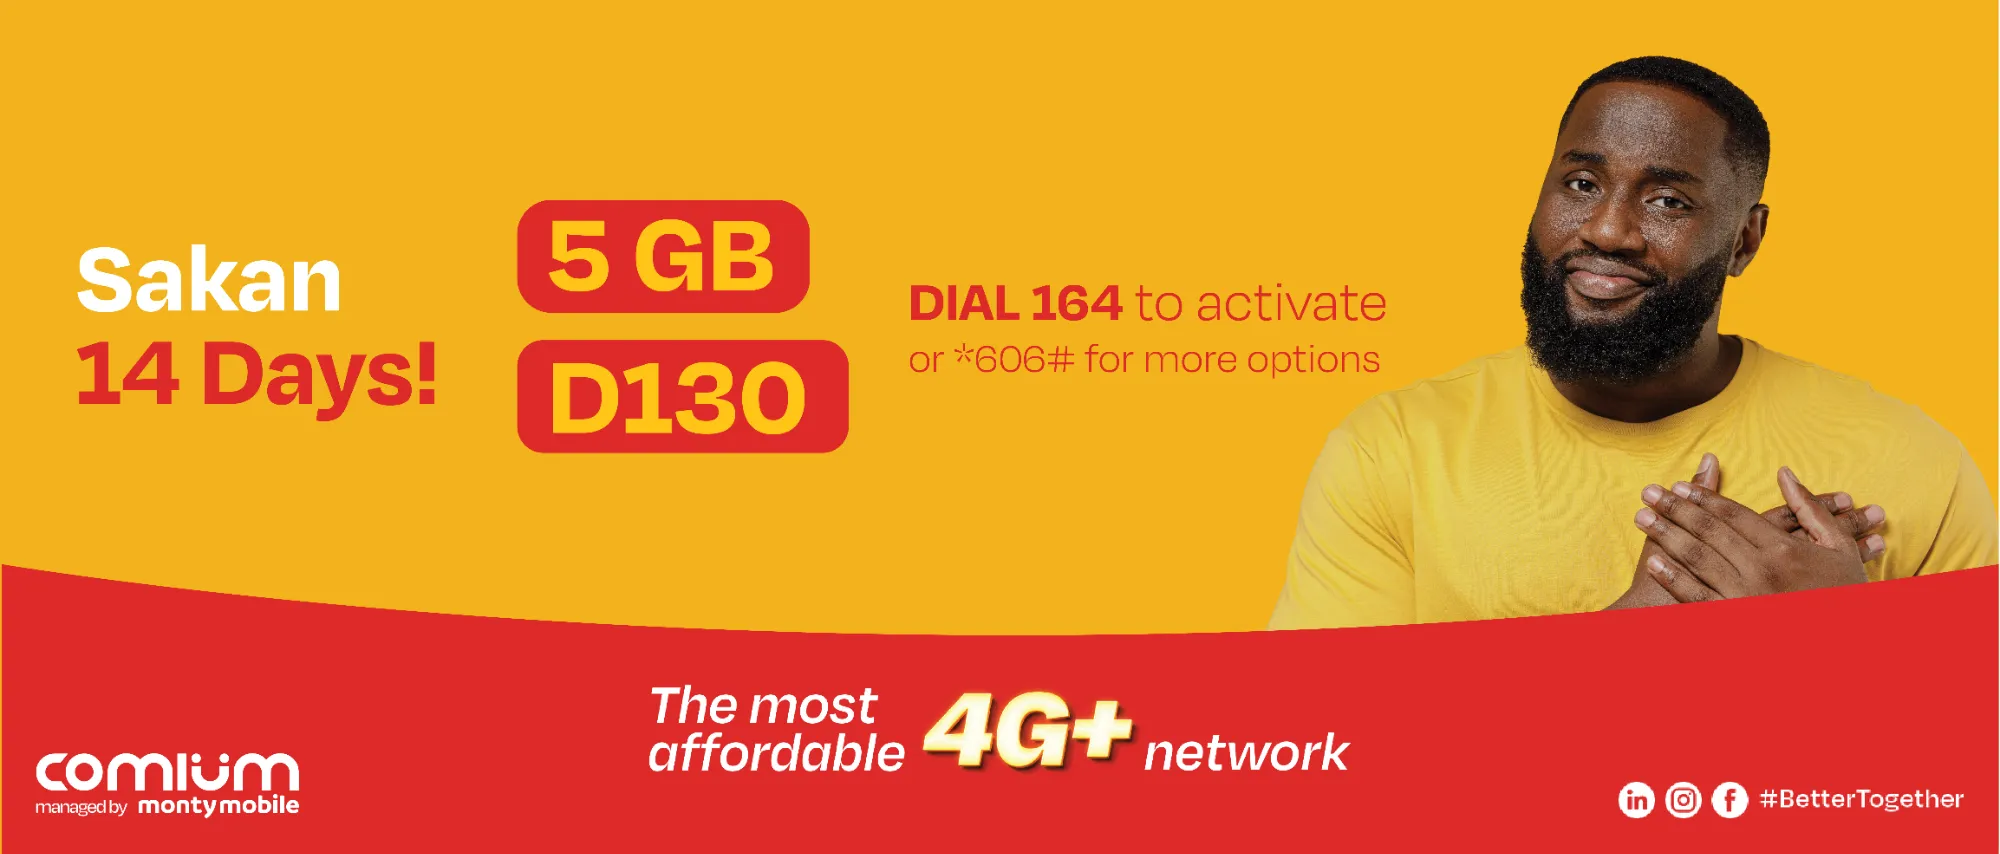 Sakan
14 Days!
5 GB
D130
DIAL 164 to activate
or *606# for more options
The most
affordable 4G+ network
comium
managed by montymobile
#BetterTogether